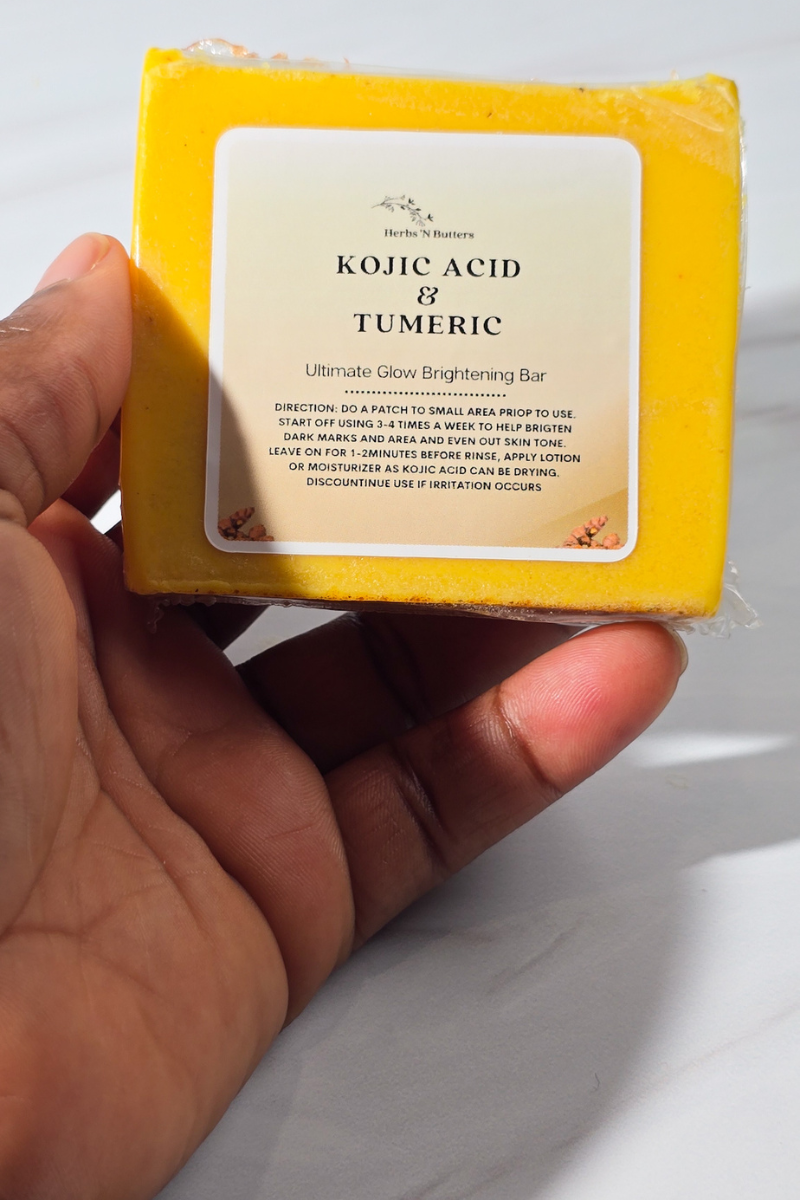 Herbs 'N Butters
KOJIC ACID
&
TUMERIC
Ultimate Glow Brightening Bar
DIRECTION: DO A PATCH TO SMALL AREA PRIOP TO USE.
START OFF USING 3-4 TIMES A WEEK TO HELP BRIGTEN
DARK MARKS AND AREA AND EVEN OUT SKIN TONE.
LEAVE ON FOR 1-2MINUTES BEFORE RINSE, APPLY LOTION
OR MOISTURIZER AS KOJIC ACID CAN BE DRYING.
DISCOUNTINUE USE IF IRRITATION OCCURS